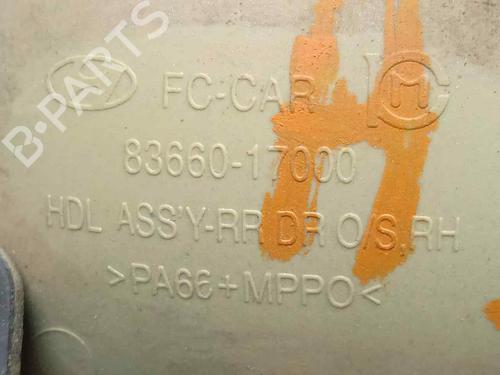 B-PARTS
FC-CAR
83660-17000
HDL ASS'Y-RR DR O/S,RH
>PA66+MPPO<